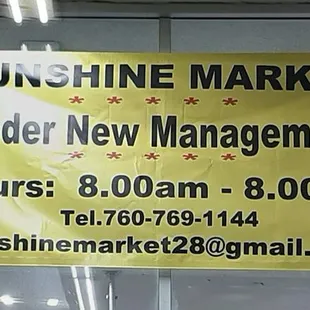 UNSHINE MARK
* * * * *
der New Managem
* * * * *
urs: 8.00am - 8.00
Tel.760-769-1144
shinemarket28@gmail.